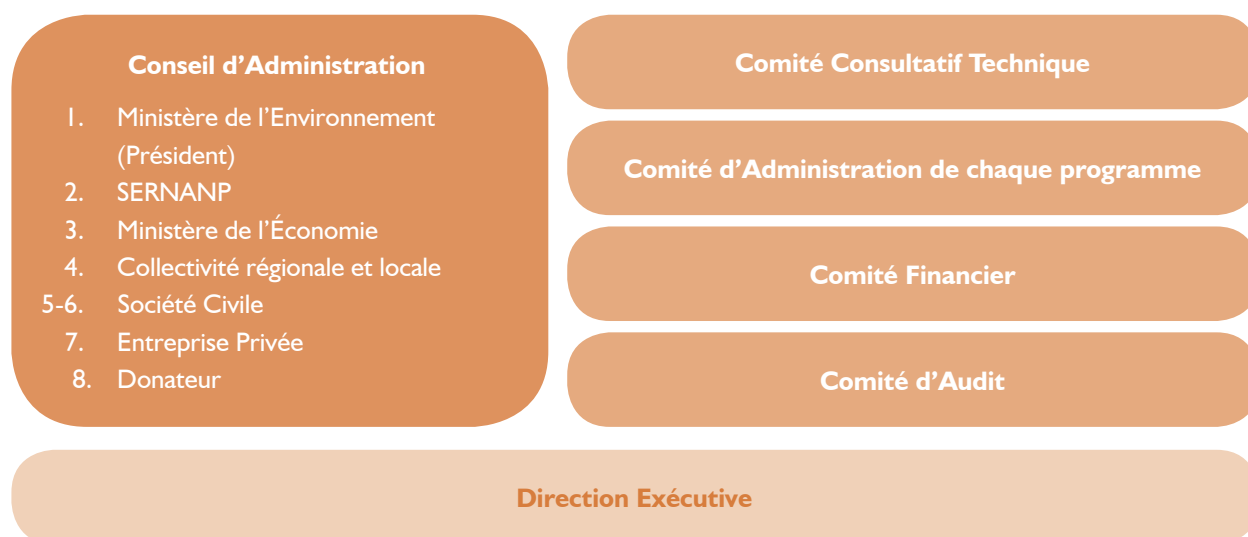 Conseil d’Administration
1. Ministère de l’Environnement
(Président)
2. SERNANP
3. Ministère de l’Économie
4. Collectivité régionale et locale
5-6. Société Civile
7. Entreprise Privée
8. Donateur
Comité Consultatif Technique
Comité d’Administration de chaque programme
Comité Financier
Comité d’Audit
Direction Exécutive